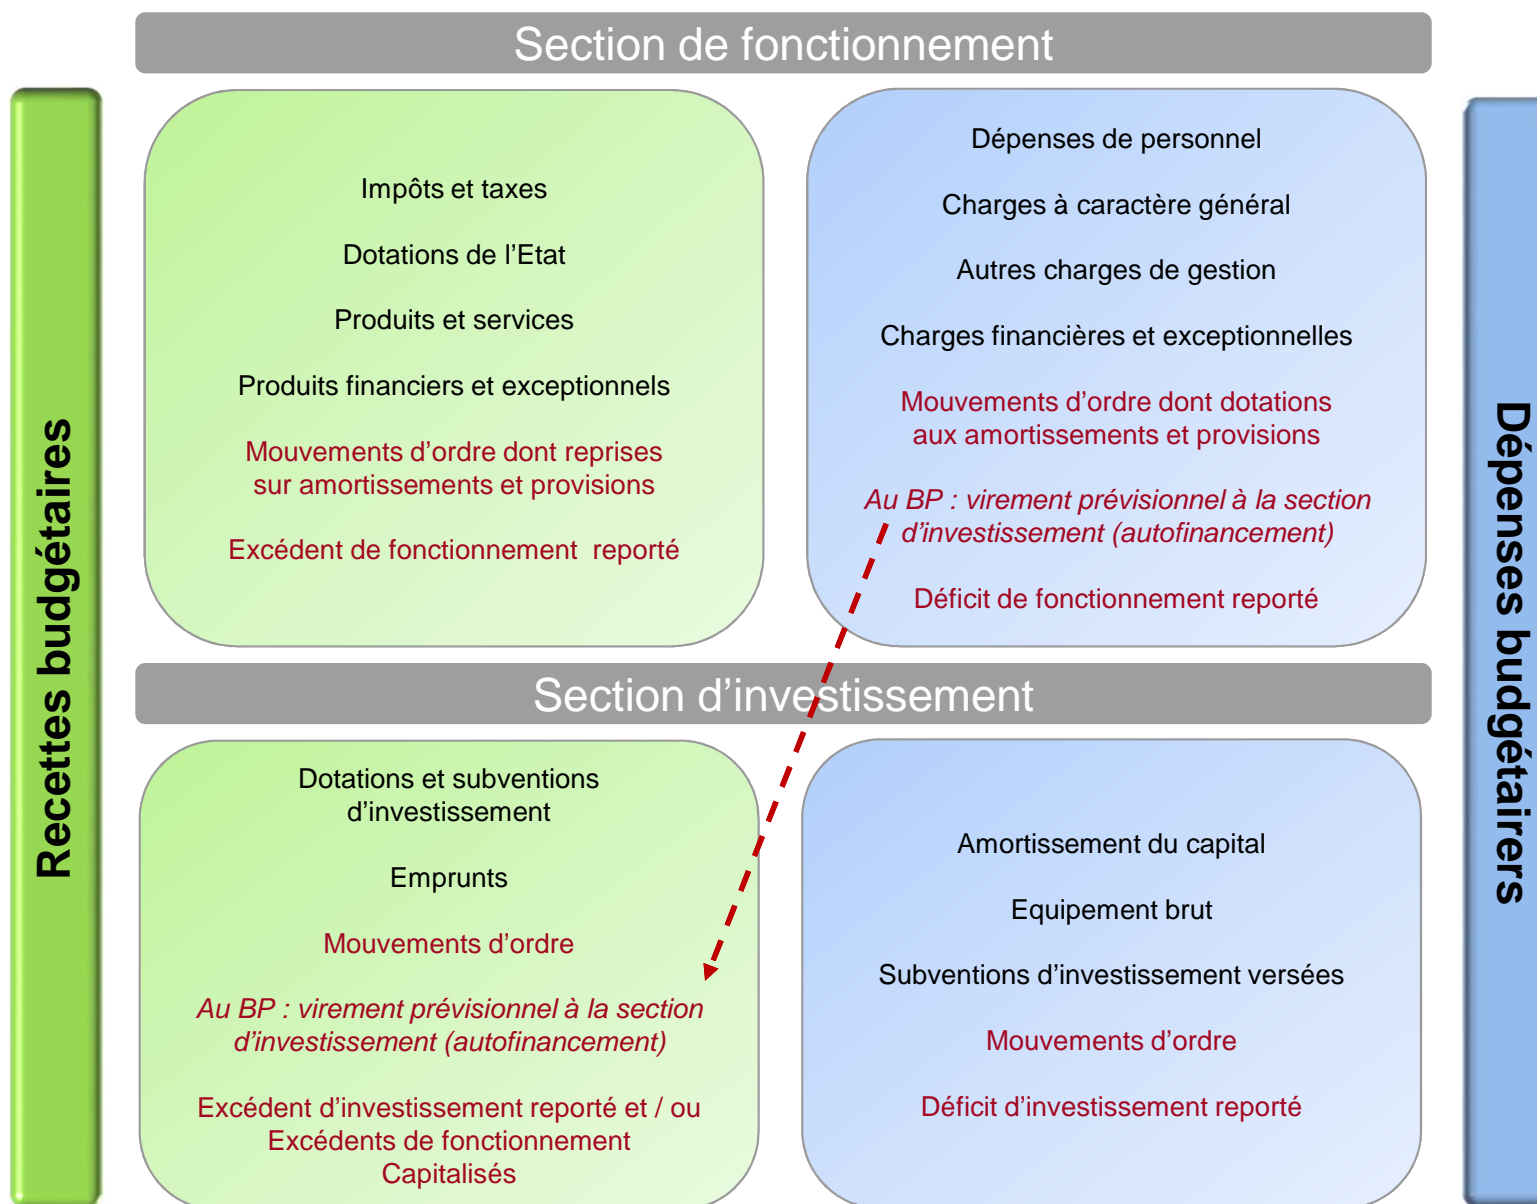 Section de fonctionnement
Recettes budgétaires
Impôts et taxes
Dotations de l’Etat
Produits et services
Produits financiers et exceptionnels
Mouvements d’ordre dont reprises
sur amortissements et provisions
Excédent de fonctionnement  reporté
Dépenses de personnel
Charges à caractère général
Autres charges de gestion
Charges financières et exceptionnelles
Mouvements d’ordre dont dotations
aux amortissements et provisions
Au BP : virement prévisionnel à la section
d’investissement (autofinancement)
Déficit de fonctionnement reporté
Dépenses budgétairers
Section d’investissement
Dotations et subventions
d’investissement
Emprunts
Mouvements d’ordre
Au BP : virement prévisionnel à la section
d’investissement (autofinancement)
Excédent d’investissement reporté et / ou
Excédents de fonctionnement
Capitalisés
Amortissement du capital
Equipement brut
Subventions d’investissement versées
Mouvements d’ordre
Déficit d’investissement reporté